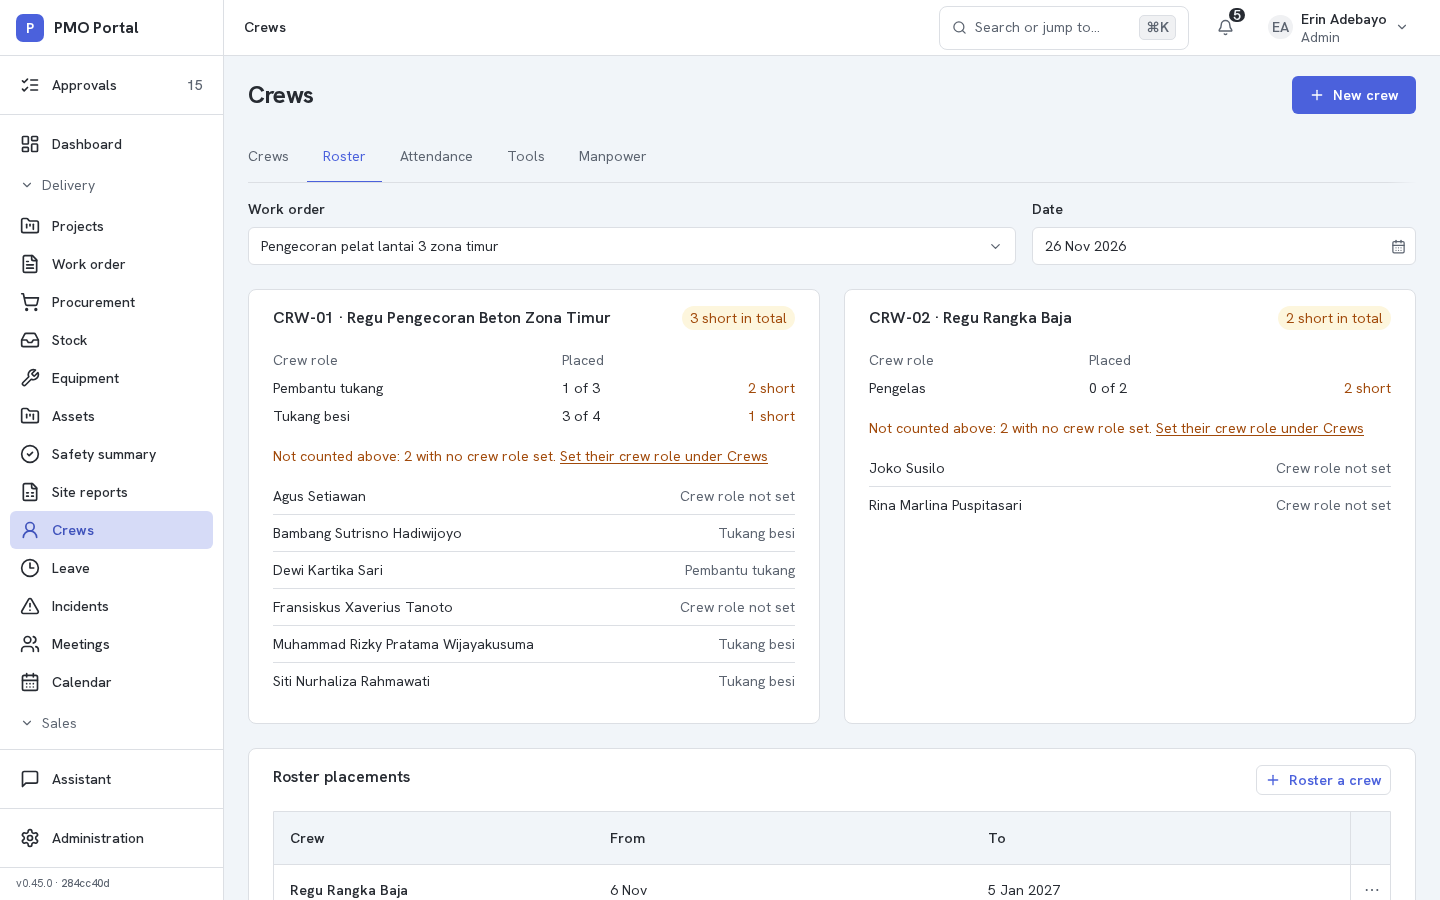 P PMO Portal
Crews
Search or jump to...
⌘K
5
EA
Erin Adebayo
Admin
Approvals 15
Dashboard
Delivery
Projects
Work order
Procurement
Stock
Equipment
Assets
Safety summary
Site reports
Crews
Leave
Incidents
Meetings
Calendar
Sales
Assistant
Administration
v0.45.0 · 284cc40d
Crews
New crew
Crews Roster Attendance Tools Manpower
Work order
Pengecoran pelat lantai 3 zona timur
Date
26 Nov 2026
CRW-01 · Regu Pengecoran Beton Zona Timur 3 short in total
Crew role Placed
Pembantu tukang 1 of 3 2 short
Tukang besi 3 of 4 1 short
Not counted above: 2 with no crew role set. Set their crew role under Crews
Agus Setiawan Crew role not set
Bambang Sutrisno Hadiwijoyo Tukang besi
Dewi Kartika Sari Pembantu tukang
Fransiskus Xaverius Tanoto Crew role not set
Muhammad Rizky Pratama Wijayakusuma Tukang besi
Siti Nurhaliza Rahmawati Tukang besi
CRW-02 · Regu Rangka Baja 2 short in total
Crew role Placed
Pengelas 0 of 2 2 short
Not counted above: 2 with no crew role set. Set their crew role under Crews
Joko Susilo Crew role not set
Rina Marlina Puspitasari Crew role not set
Roster placements
Roster a crew
Crew From To
Regu Rangka Baja 6 Nov 5 Jan 2027